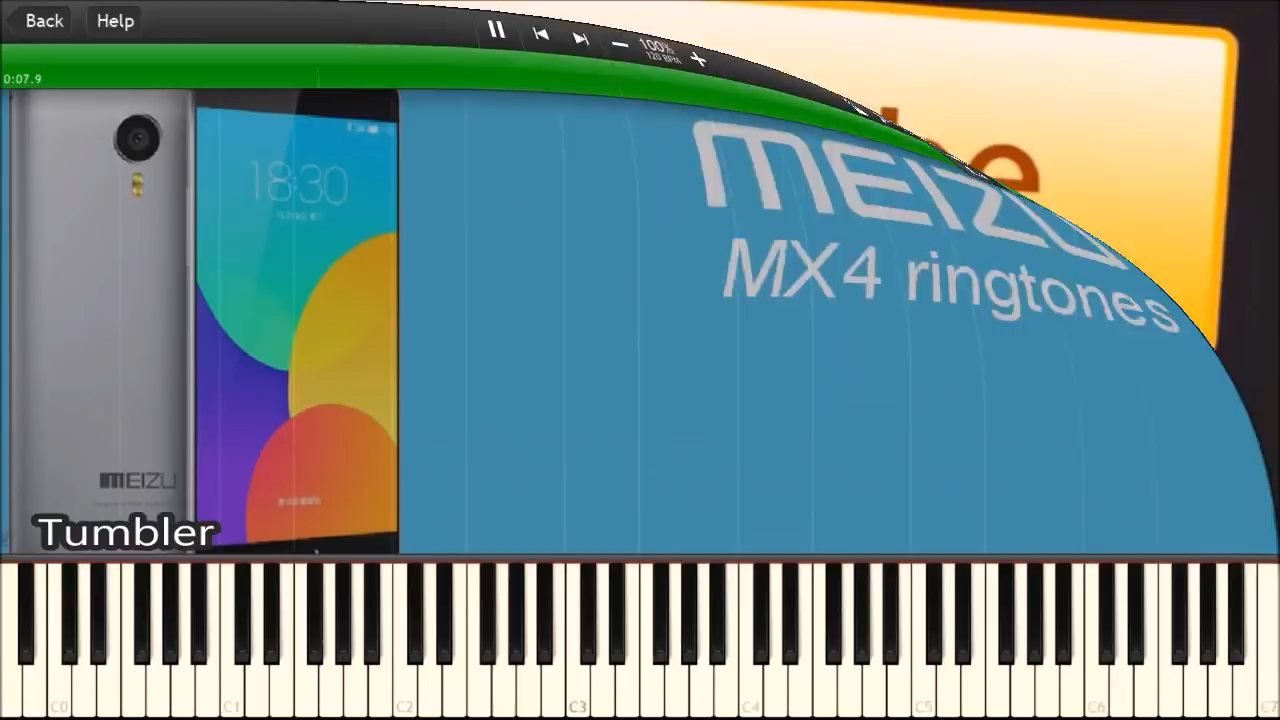 Back
Help
100%
120 BPM
0:07.9
be
MEIZU
MX4 ringtones
18:30
MEIZU
Tumbler
C0
C1
C2
C3
C4
C5
C6
C7